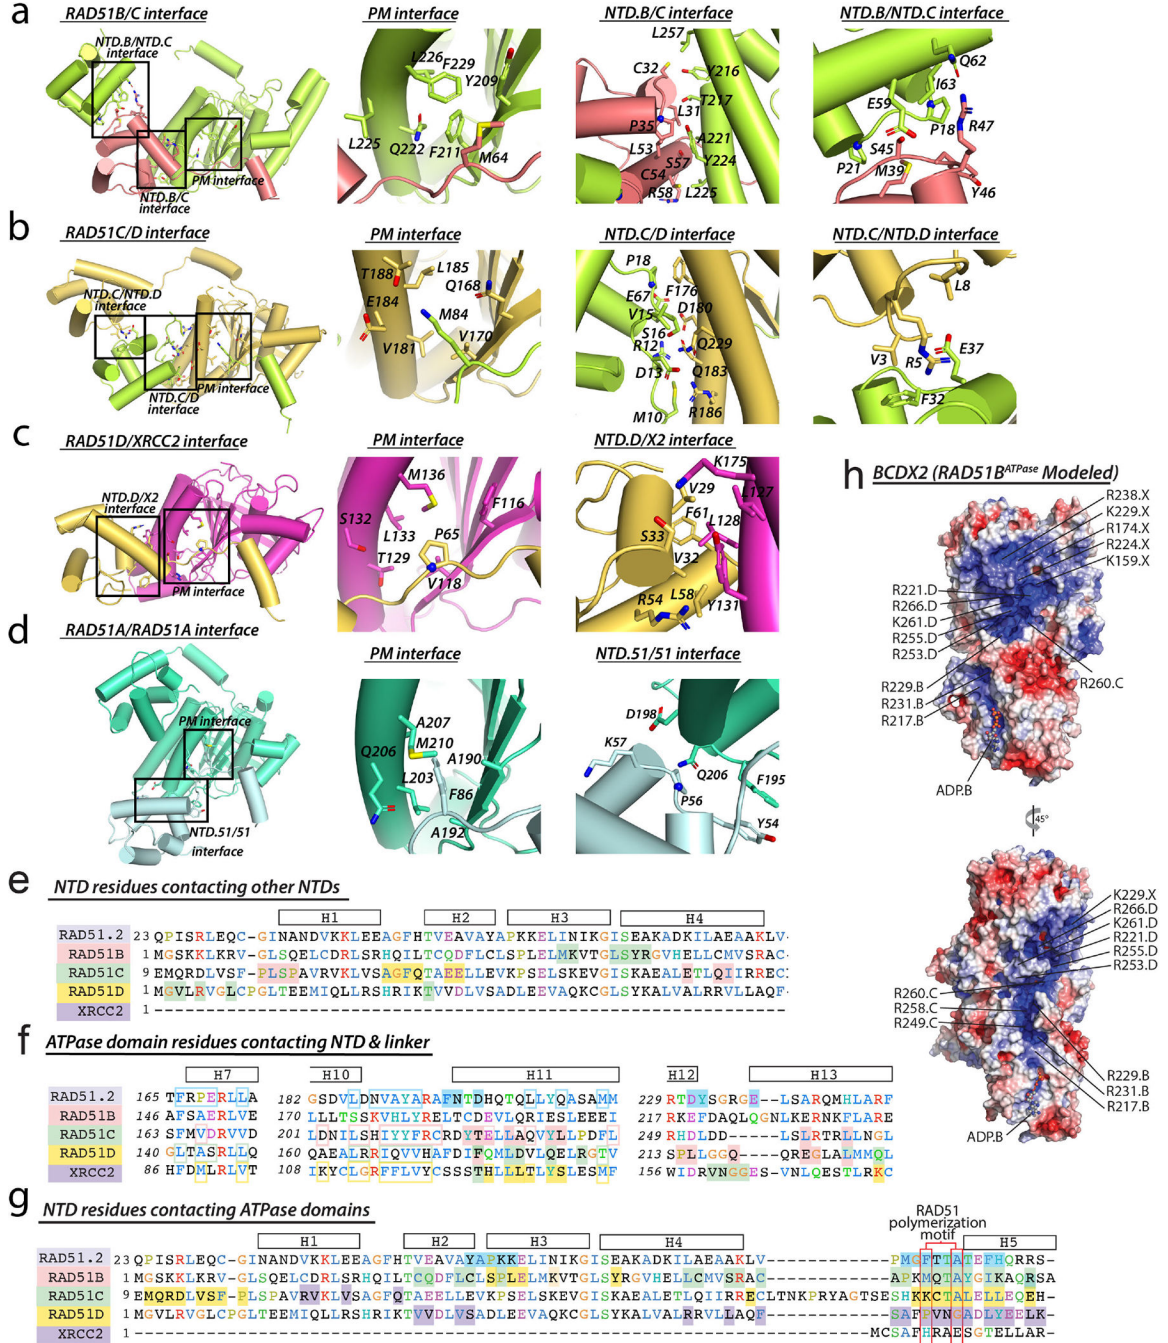 a
RAD51B/C interface
NTD.B/NTD.C
interface
PM interface
NTD.B/C
interface
PM interface
L226
F229
Y209
L225
Q222
F211
M64
NTD.B/C interface
L257
C32
Y216
T217
L31
P35
A221
L53
S57
Y224
C54
R58
L225
NTD.B/NTD.C interface
Q62
I63
E59
P18
R47
S45
P21
M39
Y46
b
RAD51C/D interface
NTD.C/NTD.D
interface
PM interface
NTD.C/D
interface
PM interface
T188
L185
Q168
E184
M84
V181
V170
NTD.C/D interface
P18
E67
F176
V15
D180
S16
R12
Q229
D13
Q183
M10
R186
NTD.C/NTD.D interface
L8
V3
R5
E37
F32
c
RAD51D/XRCC2 interface
NTD.D/X2
interface
PM interface
PM interface
M136
F116
S132
L133
P65
T129
V118
NTD.D/X2 interface
K175
V29
L127
F61
L128
S33
V32
R54
L58
Y131
d
RAD51A/RAD51A interface
PM interface
NTD.51/51
interface
PM interface
A207
M210
Q206
A190
L203
F86
A192
NTD.51/51 interface
D198
K57
Q206
F195
P56
Y54
h
BCDX2 (RAD51B ATPase Modeled)
R238.X
K229.X
R174.X
R224.X
K159.X
R221.D
R266.D
K261.D
R255.D
R253.D
R229.B
R231.B
R217.B
R260.C
ADP.B
45°
K229.X
R266.D
K261.D
R221.D
R255.D
R253.D
R260.C
R258.C
R249.C
R229.B
R231.B
R217.B
ADP.B
e
NTD residues contacting other NTDs
H1 H2 H3 H4
RAD51.2 23 QPISRLEQC-GINANDVKKLEEAGFHTVEAVAYAPKKELINIKGISEAKADKILAEAAKLV-
RAD51B 1 MGSKKLKRVG-LSQELCDRLSRHQILTCQDFLCLSPLELMKVTGLSYRGVHELLCMVSRAC-
RAD51C 9 EMQRDLVSF-PLSPAVRVKLVSAGFQTAEELLEVKPSELSKEVGISKAEALETLQIIRREC-
RAD51D 1 MGVLRVGLCPGLTEEMIQLLRSHRIKTVVDLVSADLEEVAQKCGLSYKALVALRRVLLAQF-
XRCC2 1 --------------------------------------------------------------
f
ATPase domain residues contacting NTD & linker
H7 H10 H11 H12 H13
RAD51.2 165 TFRPERLLA 182 GSDVLDNVAYARAFNTDHQTQLLYQASAMM 229 RTDYSGRGE--LSARQMHLARF
RAD51B 146 AFSAERLVE 170 LLLTSSKVHLYRELTCDEVLQRIESLEEEI 217 RKEFDAQLQGNLKERNKFLARE
RAD51C 163 SFMVDRVVD 201 LDNILSHIYYFRCRDYTELLAQVYLLPDFL 249 RHDLDD-----LSLRTRLLNGL
RAD51D 140 GLTASRLLQ 160 QAEALRRIQVVHAFDIFQMLDVLQELRGTV 213 SPLLGGQ---QREGLALMMQL
XRCC2 86 HFDMLRLVT 108 IKYCLGRFFLVYCSSSTHLLLTLYSLESMF 156 WIDRVNGGESVNLQESTLRKC
g
NTD residues contacting ATPase domains
RAD51
polymerization
motif
H1 H2 H3 H4 H5
RAD51.2 23 QPISRLEQC-GINANDVKKLEEAGFHTVEAVAYAPKKELINIKGISEAKADKILAEAAKLV------------PMGFTTATEFHQRRS-
RAD51B 1 MGSKKLKRVG-LSQELCDRLSRHQILTCQDFLCLSPLELMKVTGLSYRGVHELLCMVSRAC------------APKMQTAYGIKAQRSA
RAD51C 9 EMQRDLVSF-PLSPAVRVKLVSAGFQTAEELLEVKPSELSKEVGISKAEALETLQIIRRECLTNKPRYAGTSESHKKCTALELLEQEH-
RAD51D 1 MGVLRVGLCPGLTEEMIQLLRSHRIKTVVDLVSADLEEVAQKCGLSYKALVALRRVLLAQF------------SAFPVNGADLYEELK-
XRCC2 1 -----------------------------------------------------------------------MCSAFHRAESGTELLARL